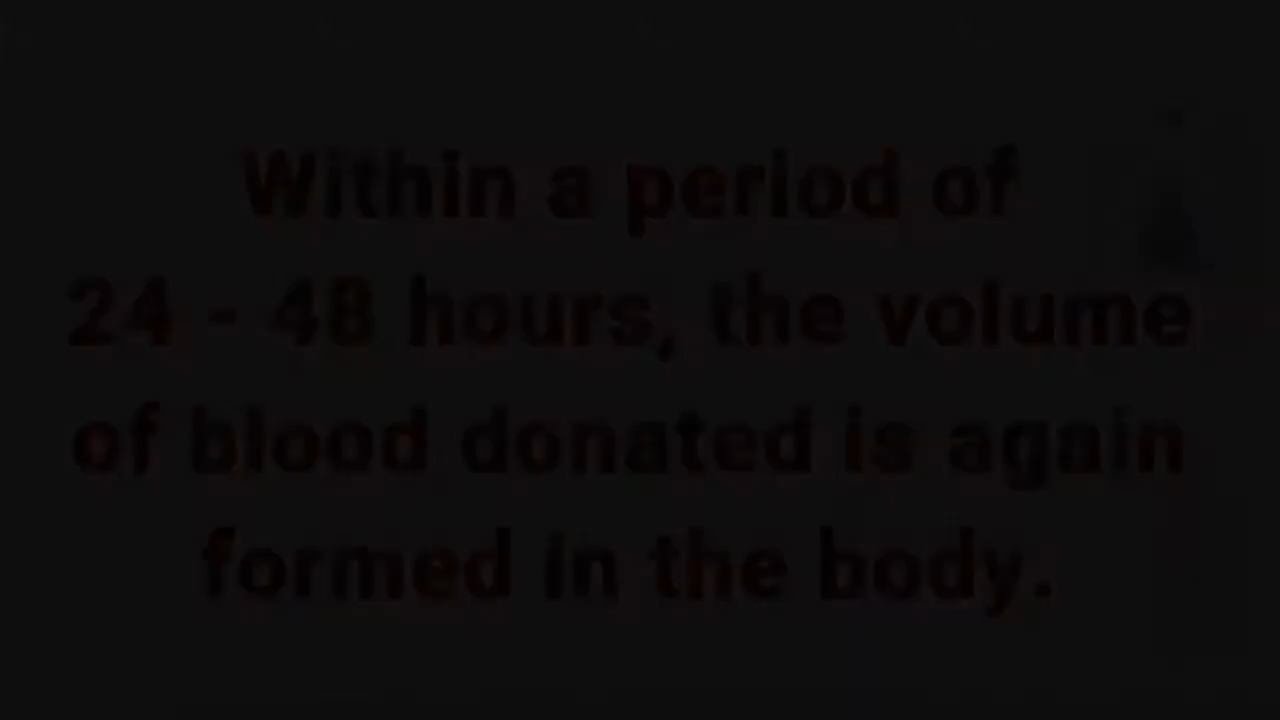 Within a period of
24 - 48 hours, the volume
of blood donated is again
formed in the body.